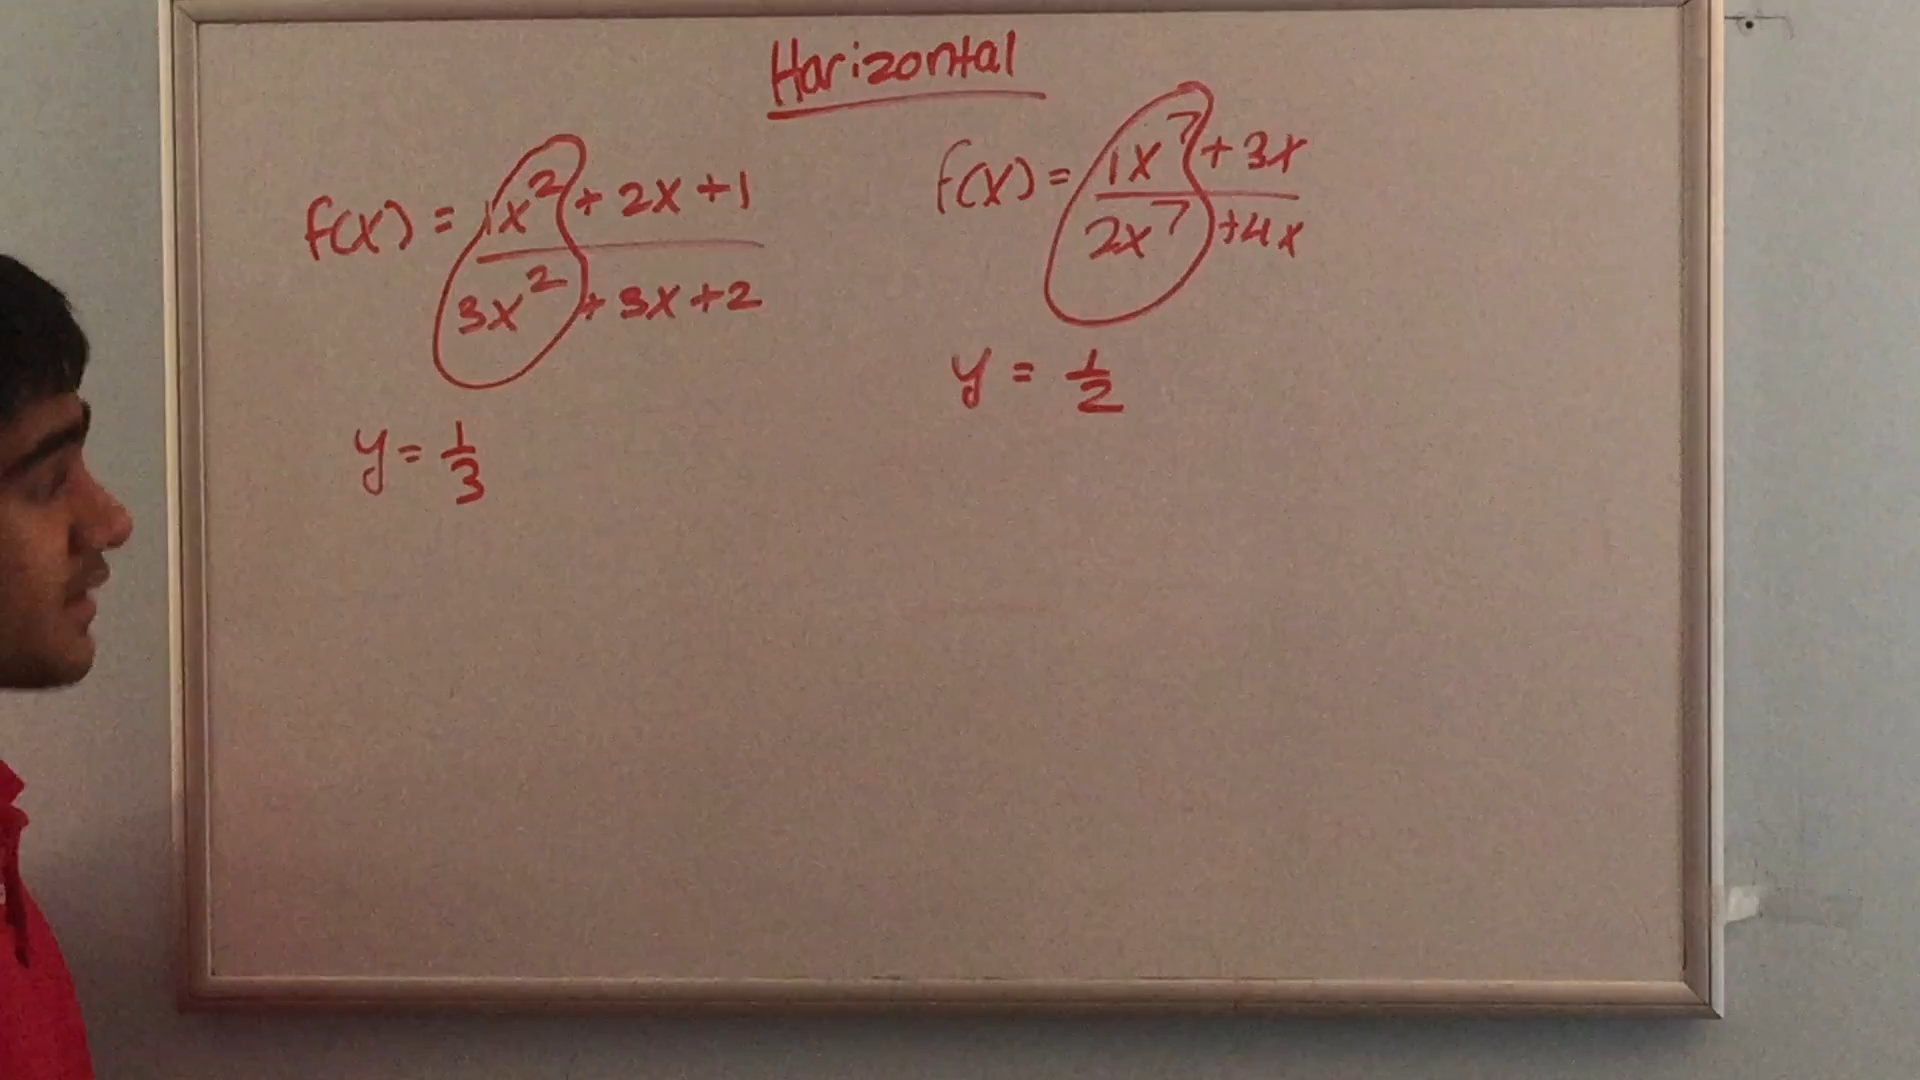 Horizontal
f(x) = 1x² + 2x + 1
3x² + 3x + 2
y = 1/3
f(x) = 1x⁷ + 3x
2x⁷ + 4x
y = 1/2